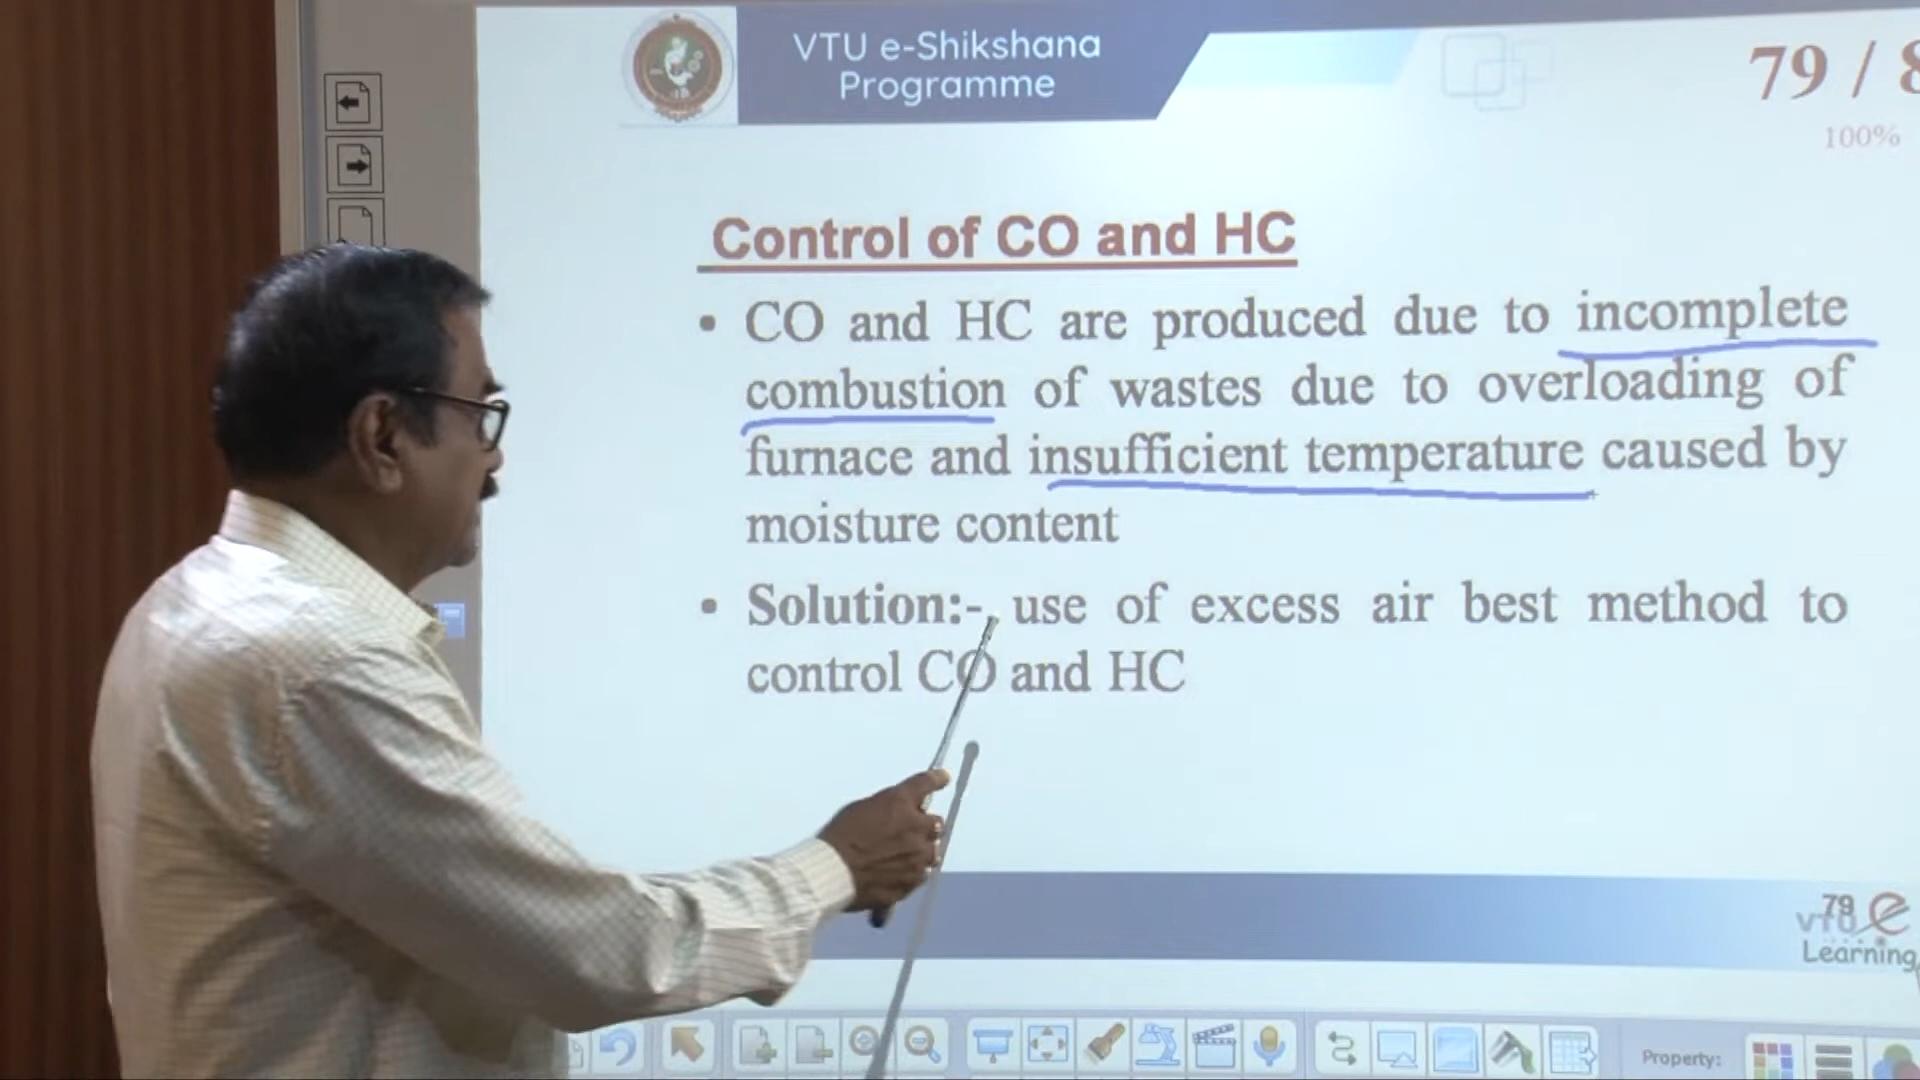 VTU e-Shikshana
Programme
79 / 8
100%
Control of CO and HC
• CO and HC are produced due to incomplete
combustion of wastes due to overloading of
furnace and insufficient temperature caused by
moisture content
• Solution:- use of excess air best method to
control CO and HC
79
VTU e
Learning
Property: